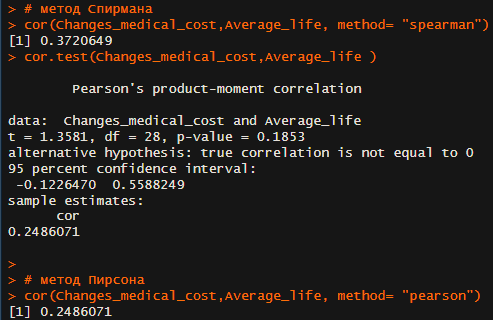 > # метод Спирмана
> cor(Changes_medical_cost,Average_life, method= "spearman")
[1] 0.3720649
> cor.test(Changes_medical_cost,Average_life )
Pearson's product-moment correlation
data:  Changes_medical_cost and Average_life
t = 1.3581, df = 28, p-value = 0.1853
alternative hypothesis: true correlation is not equal to 0
95 percent confidence interval:
-0.1226470  0.5588249
sample estimates:
cor
0.2486071
>
> # метод Пирсона
> cor(Changes_medical_cost,Average_life, method= "pearson")
[1] 0.2486071